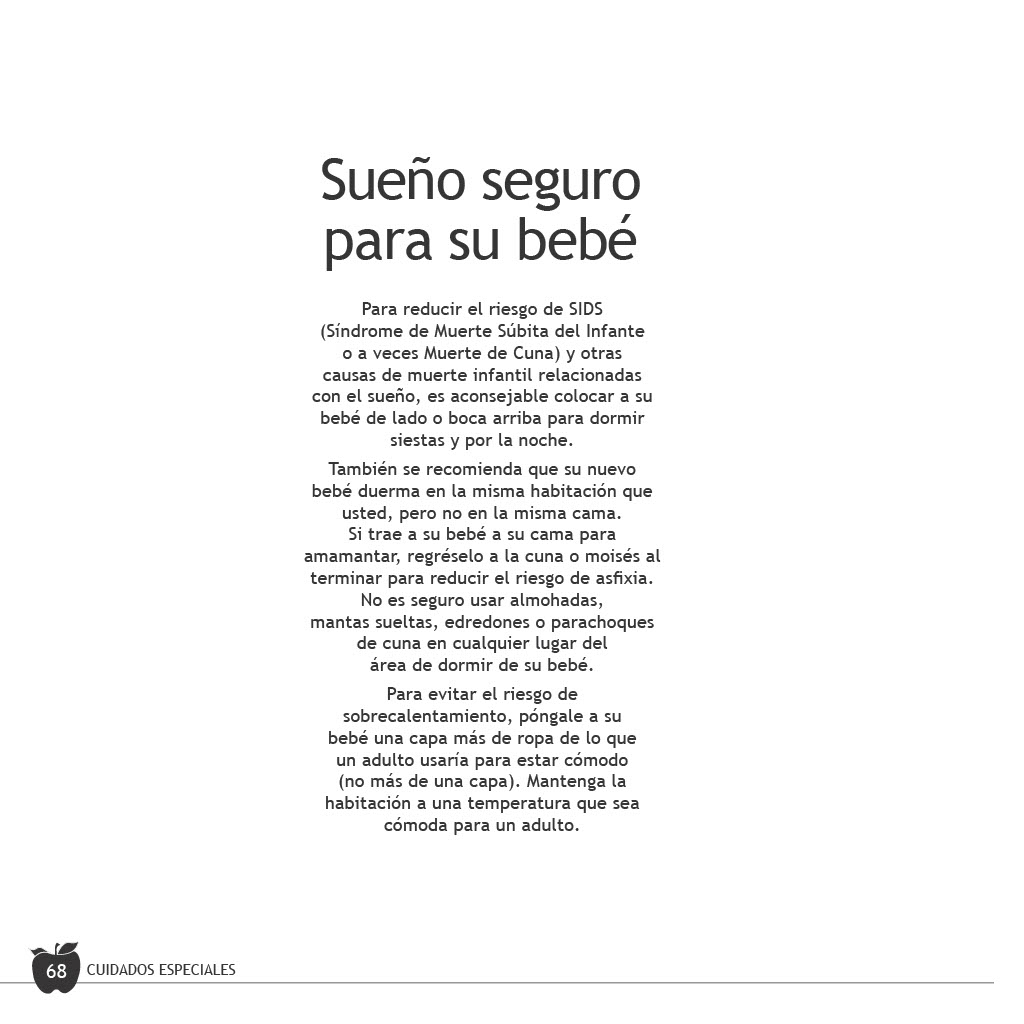 Sueño seguro
para su bebé
Para reducir el riesgo de SIDS
(Síndrome de Muerte Súbita del Infante
o a veces Muerte de Cuna) y otras
causas de muerte infantil relacionadas
con el sueño, es aconsejable colocar a su
bebé de lado o boca arriba para dormir
siestas y por la noche.
También se recomienda que su nuevo
bebé duerma en la misma habitación que
usted, pero no en la misma cama.
Si trae a su bebé a su cama para
amamantar, regréselo a la cuna o moisés al
terminar para reducir el riesgo de asfixia.
No es seguro usar almohadas,
mantas sueltas, edredones o parachoques
de cuna en cualquier lugar del
área de dormir de su bebé.
Para evitar el riesgo de
sobrecalentamiento, póngale a su
bebé una capa más de ropa de lo que
un adulto usaría para estar cómodo
(no más de una capa). Mantenga la
habitación a una temperatura que sea
cómoda para un adulto.
68 CUIDADOS ESPECIALES